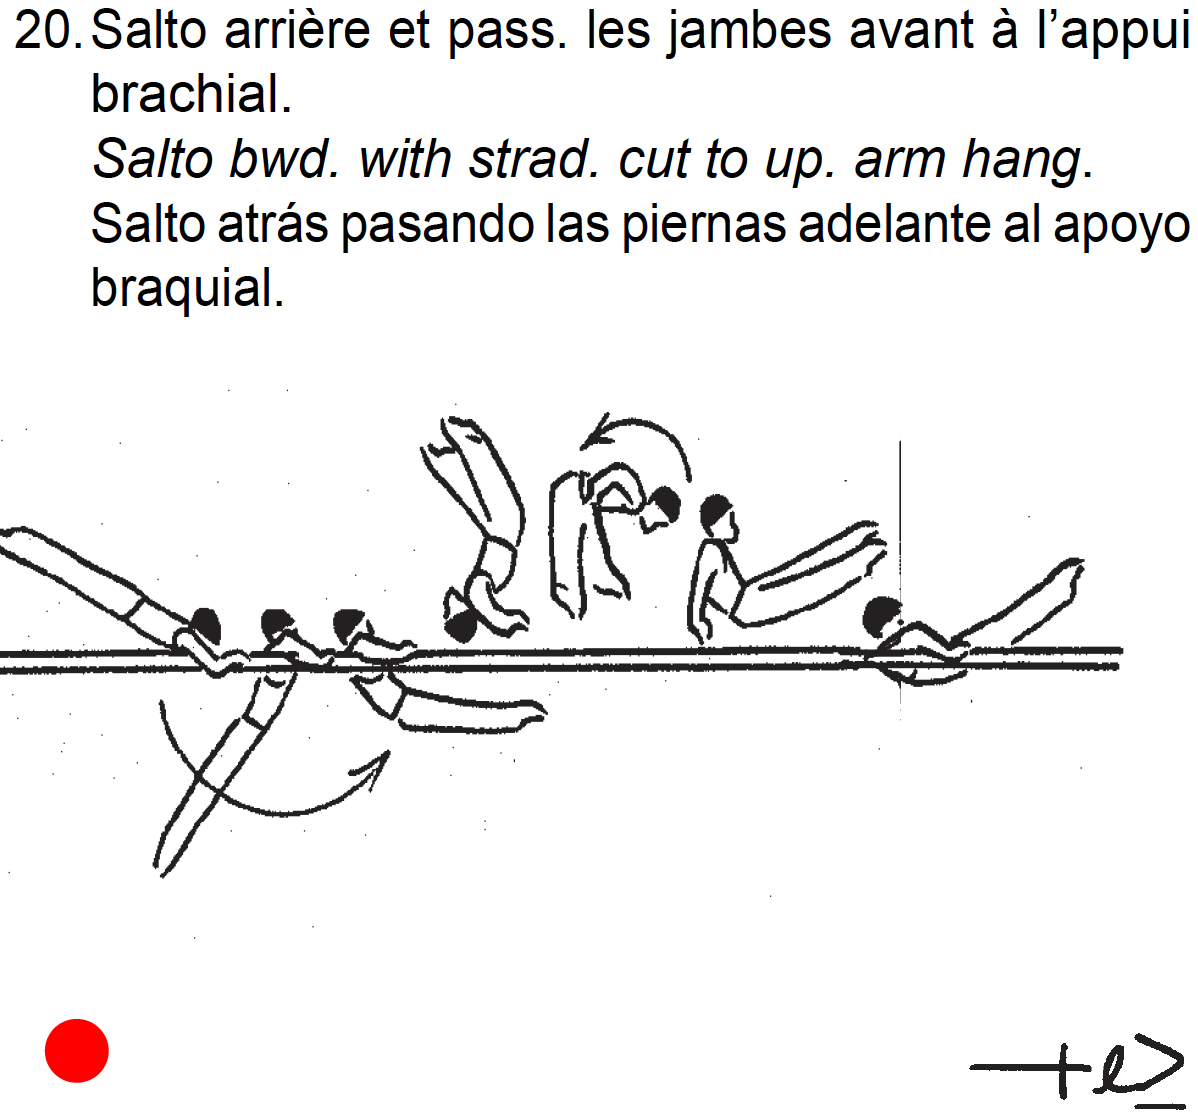 20. Salto arrière et pass. les jambes avant à l’appui
brachial.
Salto bwd. with strad. cut to up. arm hang.
Salto atrás pasando las piernas adelante al apoyo
braquial.